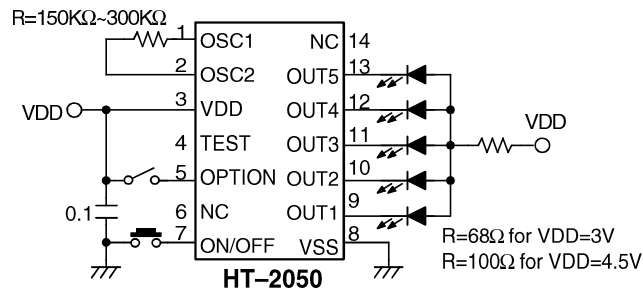 R=150KΩ~300KΩ
1 OSC1 NC 14
2 OSC2 OUT5 13
VDD 3 VDD OUT4 12
4 TEST OUT3 11 VDD
5 OPTION OUT2 10
0.1 6 NC OUT1 9
7 ON/OFF VSS 8
R=68Ω for VDD=3V
R=100Ω for VDD=4.5V
HT–2050